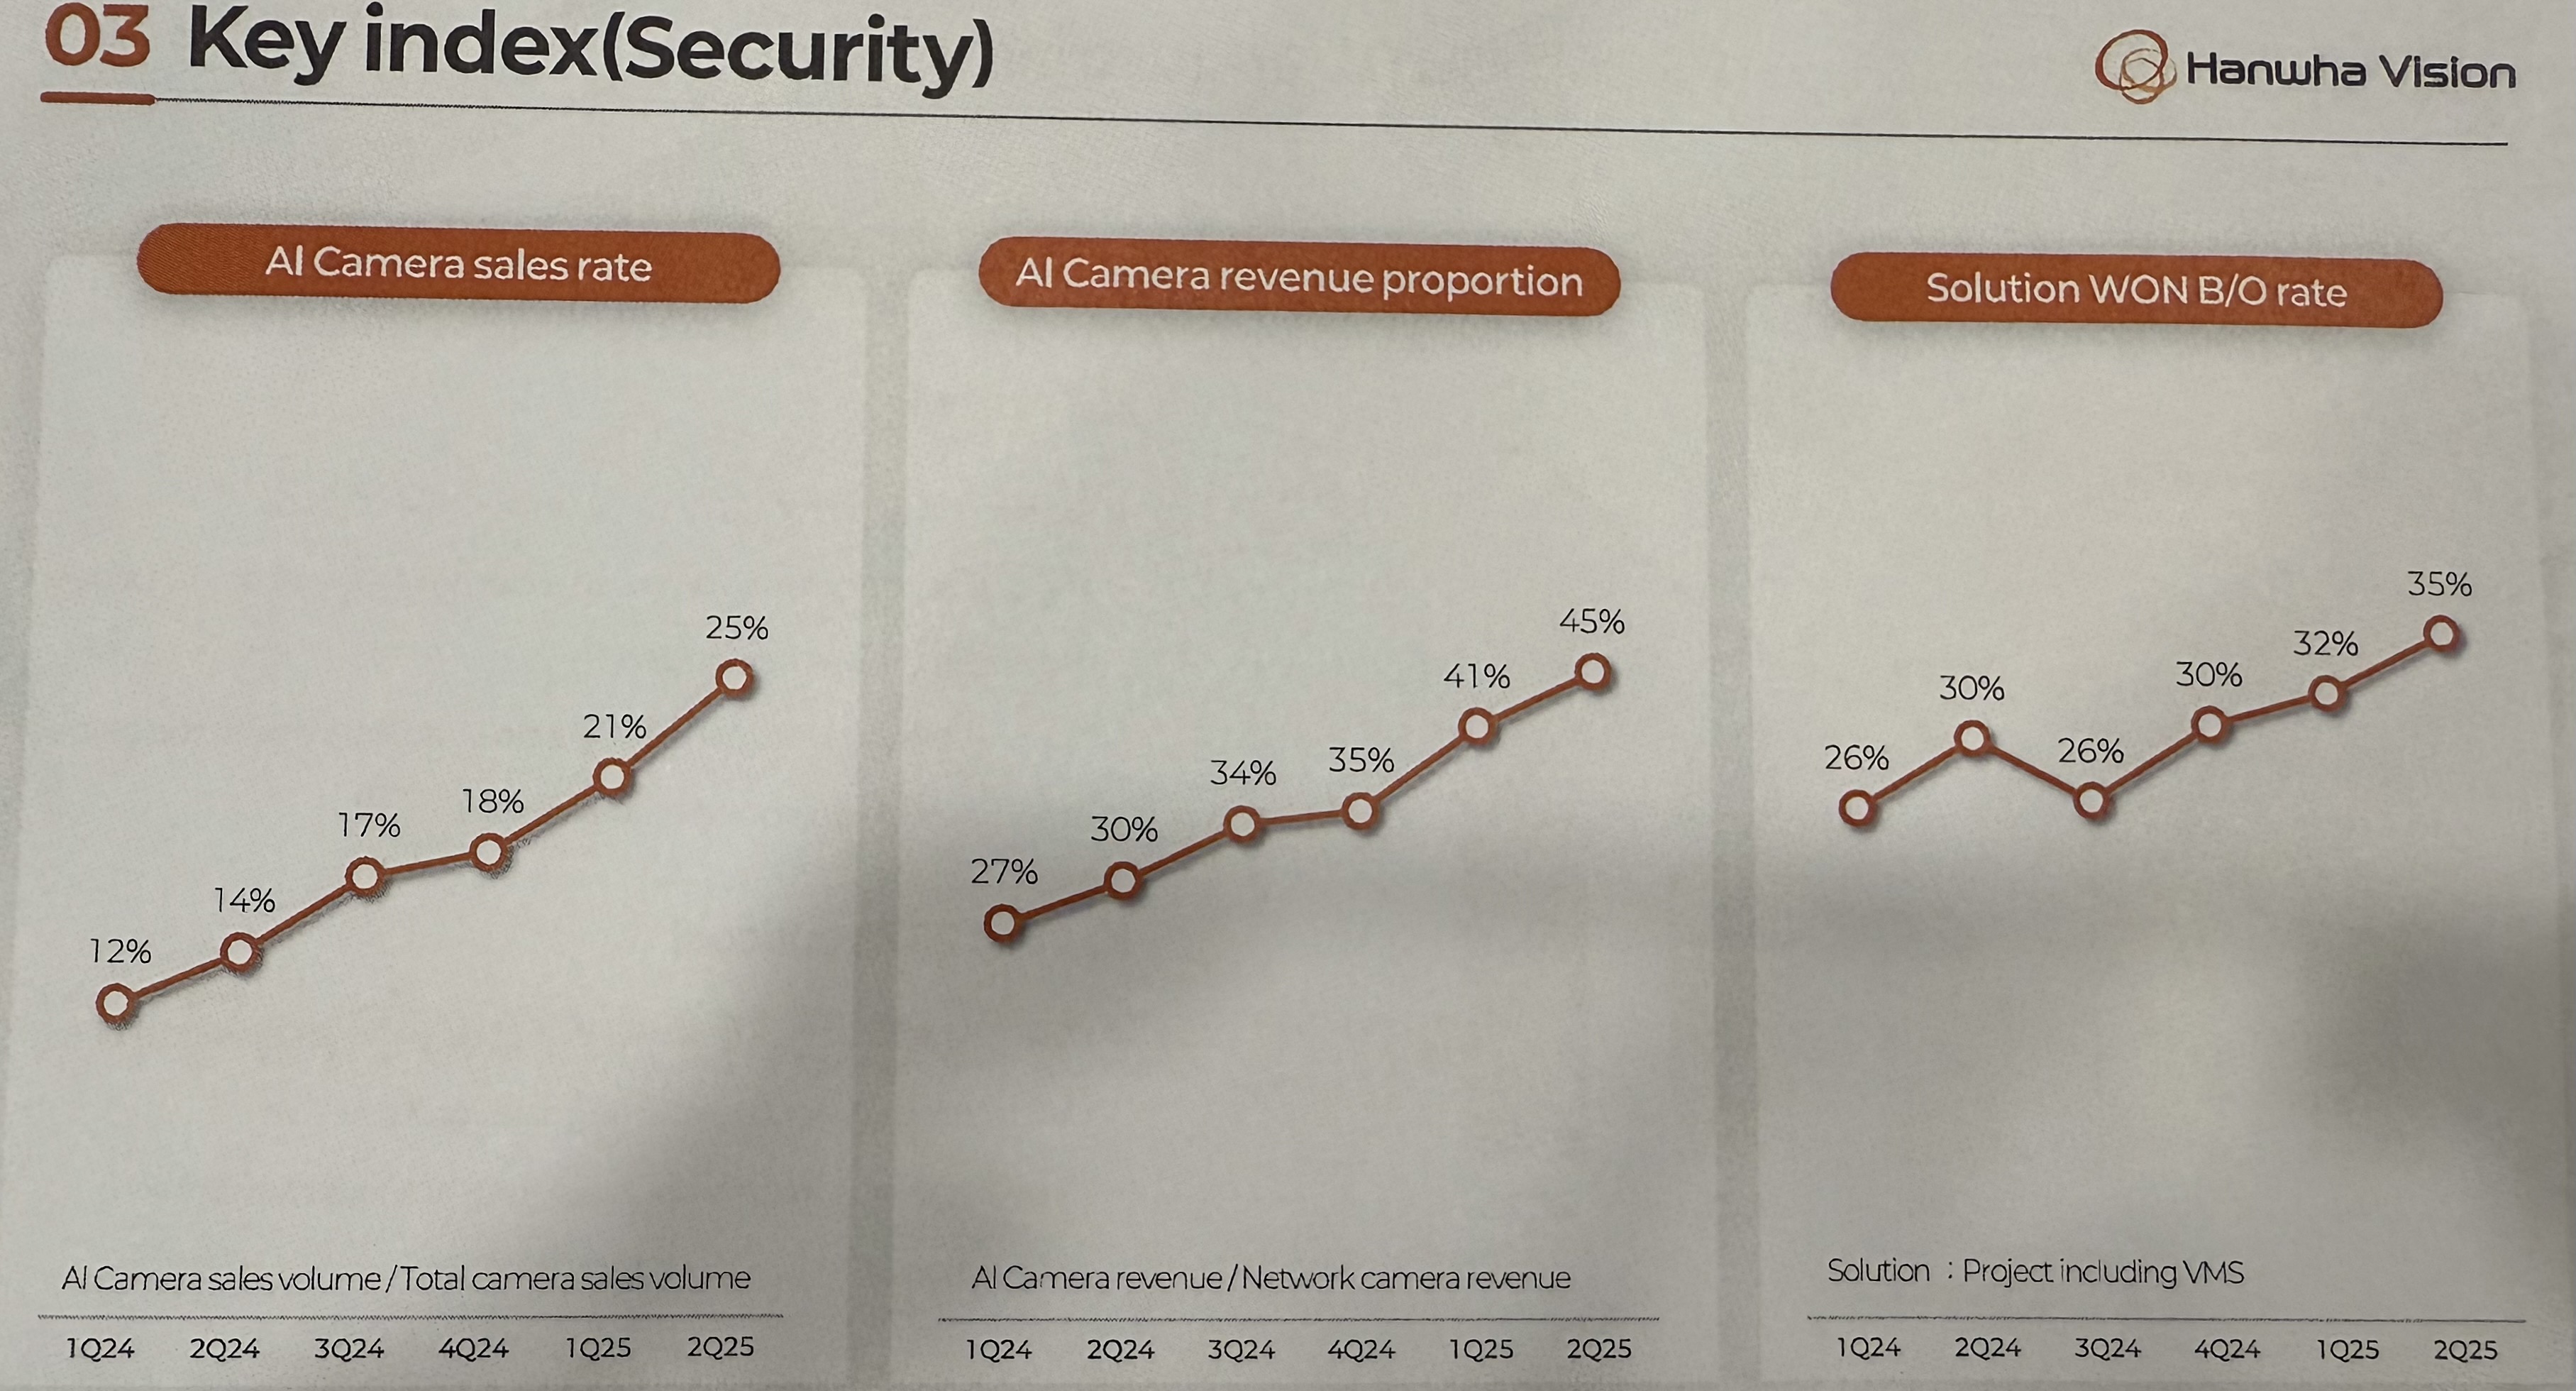 03 Key index(Security)
Hanwha Vision
AI Camera sales rate
12%
14%
17%
18%
21%
25%
AI Camera sales volume / Total camera sales volume
1Q24 2Q24 3Q24 4Q24 1Q25 2Q25
AI Camera revenue proportion
27%
30%
34%
35%
41%
45%
AI Camera revenue / Network camera revenue
1Q24 2Q24 3Q24 4Q24 1Q25 2Q25
Solution WON B/O rate
26%
30%
26%
30%
32%
35%
Solution : Project including VMS
1Q24 2Q24 3Q24 4Q24 1Q25 2Q25